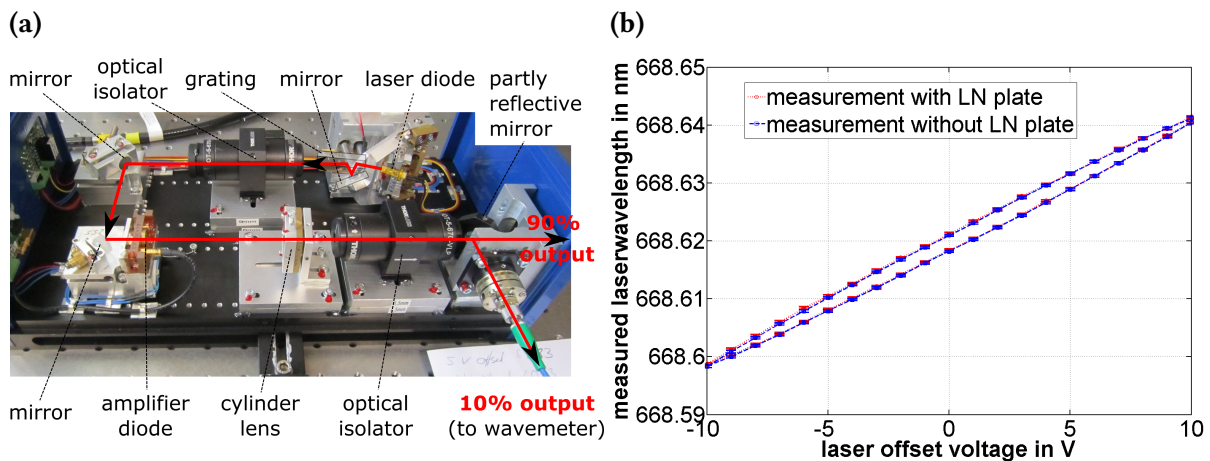 (a)
mirror
optical
isolator
grating
mirror
laser diode
partly
reflective
mirror
90%
output
mirror
amplifier
diode
cylinder
lens
optical
isolator
10% output
(to wavemeter)
5 V offset
(b)
measured laserwavelength in nm
668.65
668.64
668.63
668.62
668.61
668.6
668.59
measurement with LN plate
measurement without LN plate
-10
-5
0
5
10
laser offset voltage in V